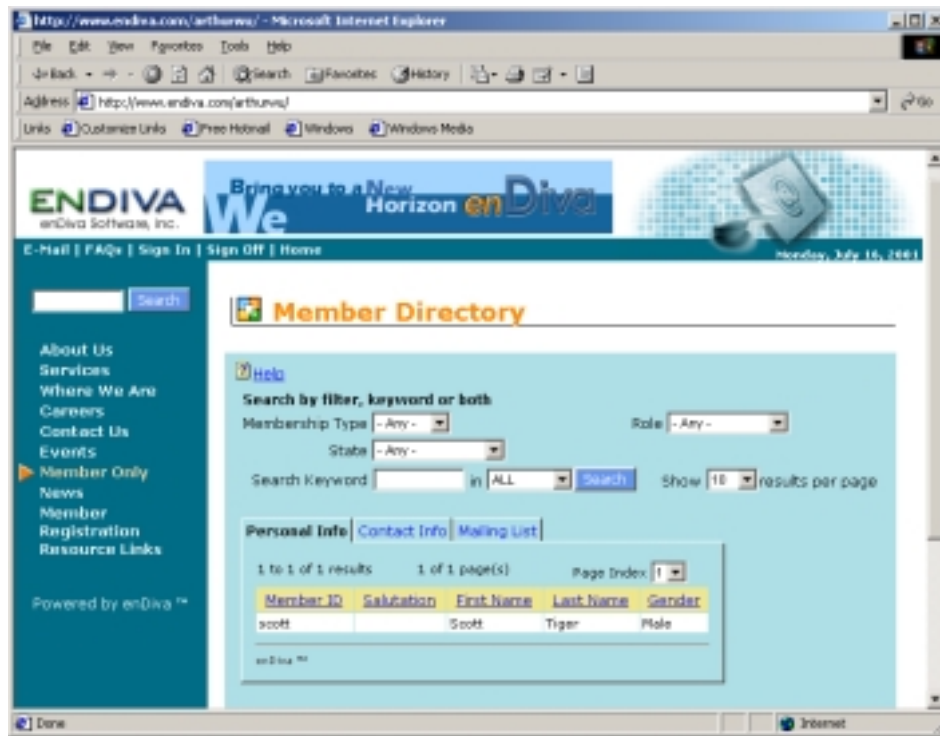 http://www.endiva.com/arthurwu/ - Microsoft Internet Explorer
File Edit View Favorites Tools Help
Back Search Favorites History
Address http://www.endiva.com/arthurwu/ Go
Links Customize Links Free Hotmail Windows Windows Media
ENDIVA
enDiva Software, Inc.
Bring you to a New
We Horizon enDiva
E-Mail | FAQs | Sign In | Sign Off | Home
Monday, July 16, 2001
Search
Member Directory
About Us
Services
Where We Are
Careers
Contact Us
Events
Member Only
News
Member
Registration
Resource Links
Powered by enDiva ™
Help
Search by filter, keyword or both
Membership Type - Any - Role - Any -
State - Any -
Search Keyword in ALL Search Show 10 results per page
Personal Info Contact Info Mailing List
1 to 1 of 1 results 1 of 1 page(s) Page Index 1
Member ID Salutation First Name Last Name Gender
scott Scott Tiger Male
enDiva ™
Done Internet